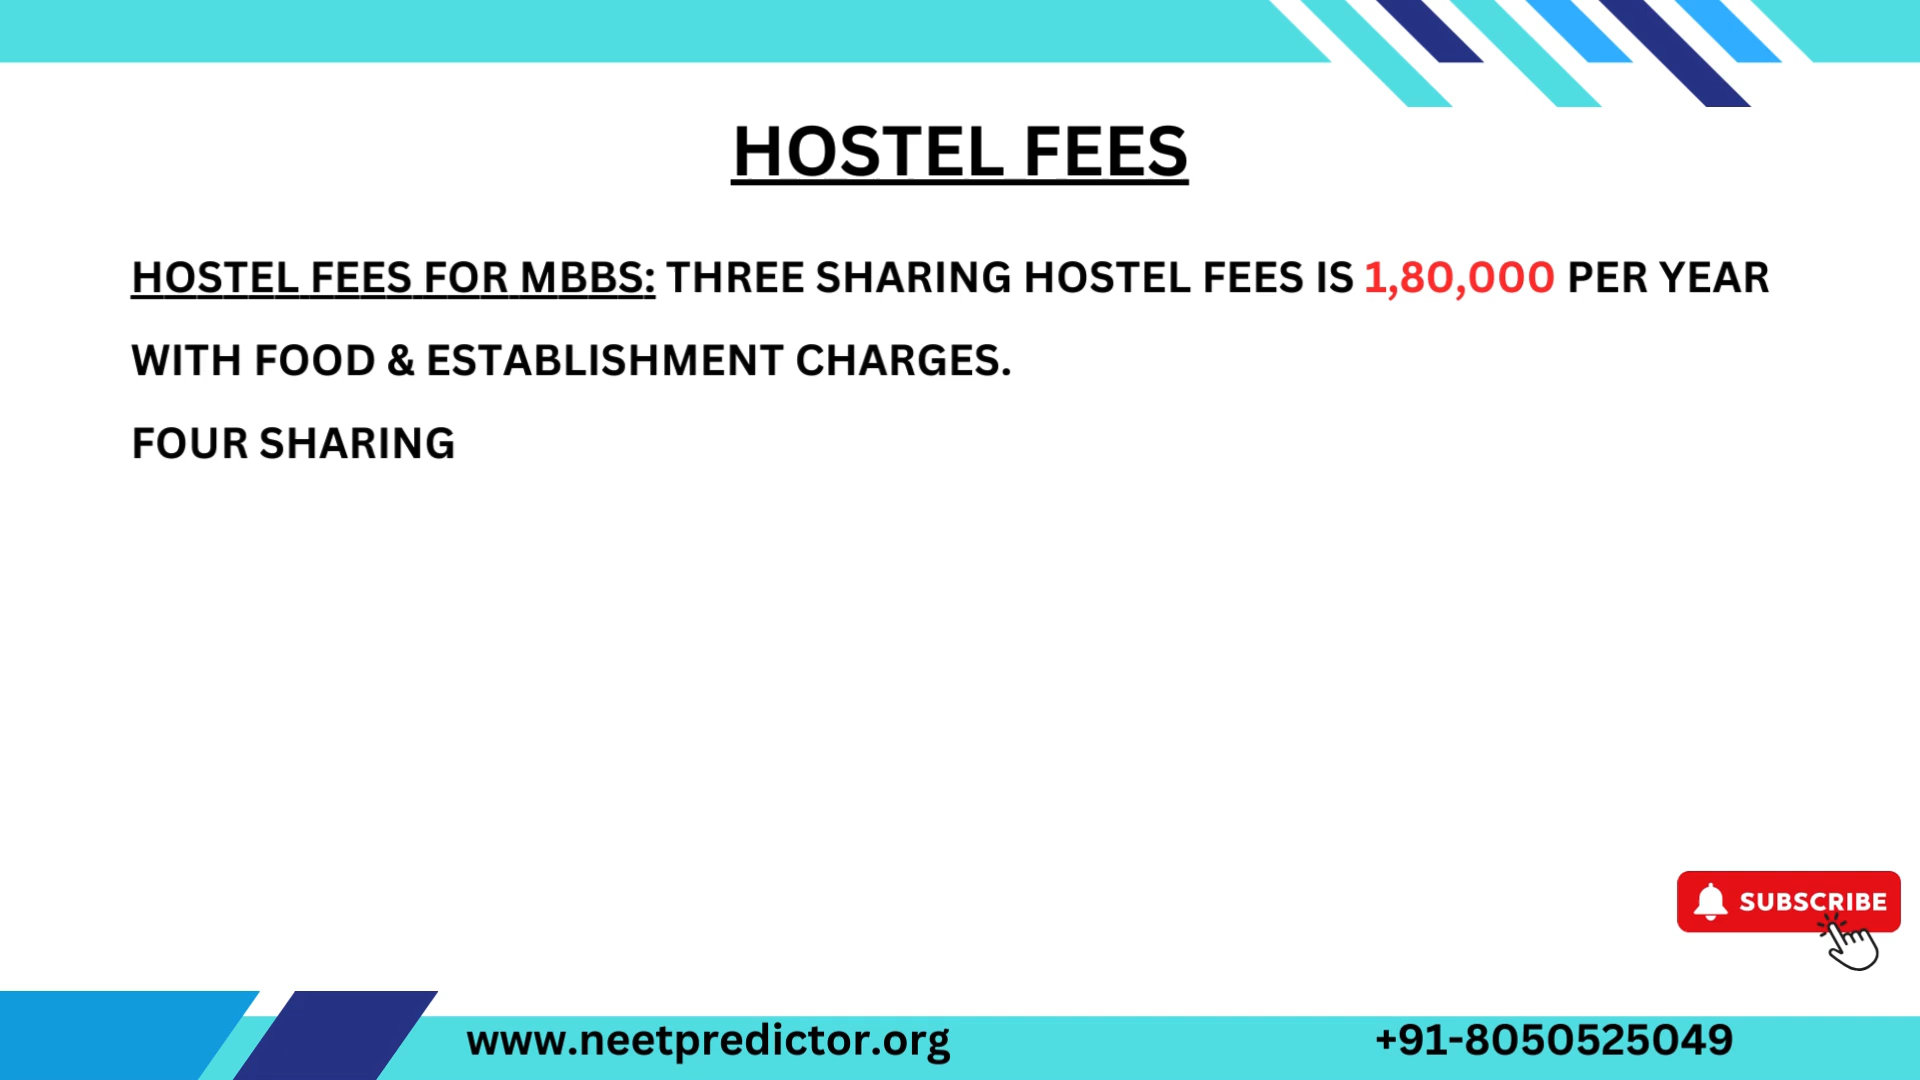 HOSTEL FEES
HOSTEL FEES FOR MBBS: THREE SHARING HOSTEL FEES IS 1,80,000 PER YEAR
WITH FOOD & ESTABLISHMENT CHARGES.
FOUR SHARING
SUBSCRIBE
www.neetpredictor.org
+91-8050525049